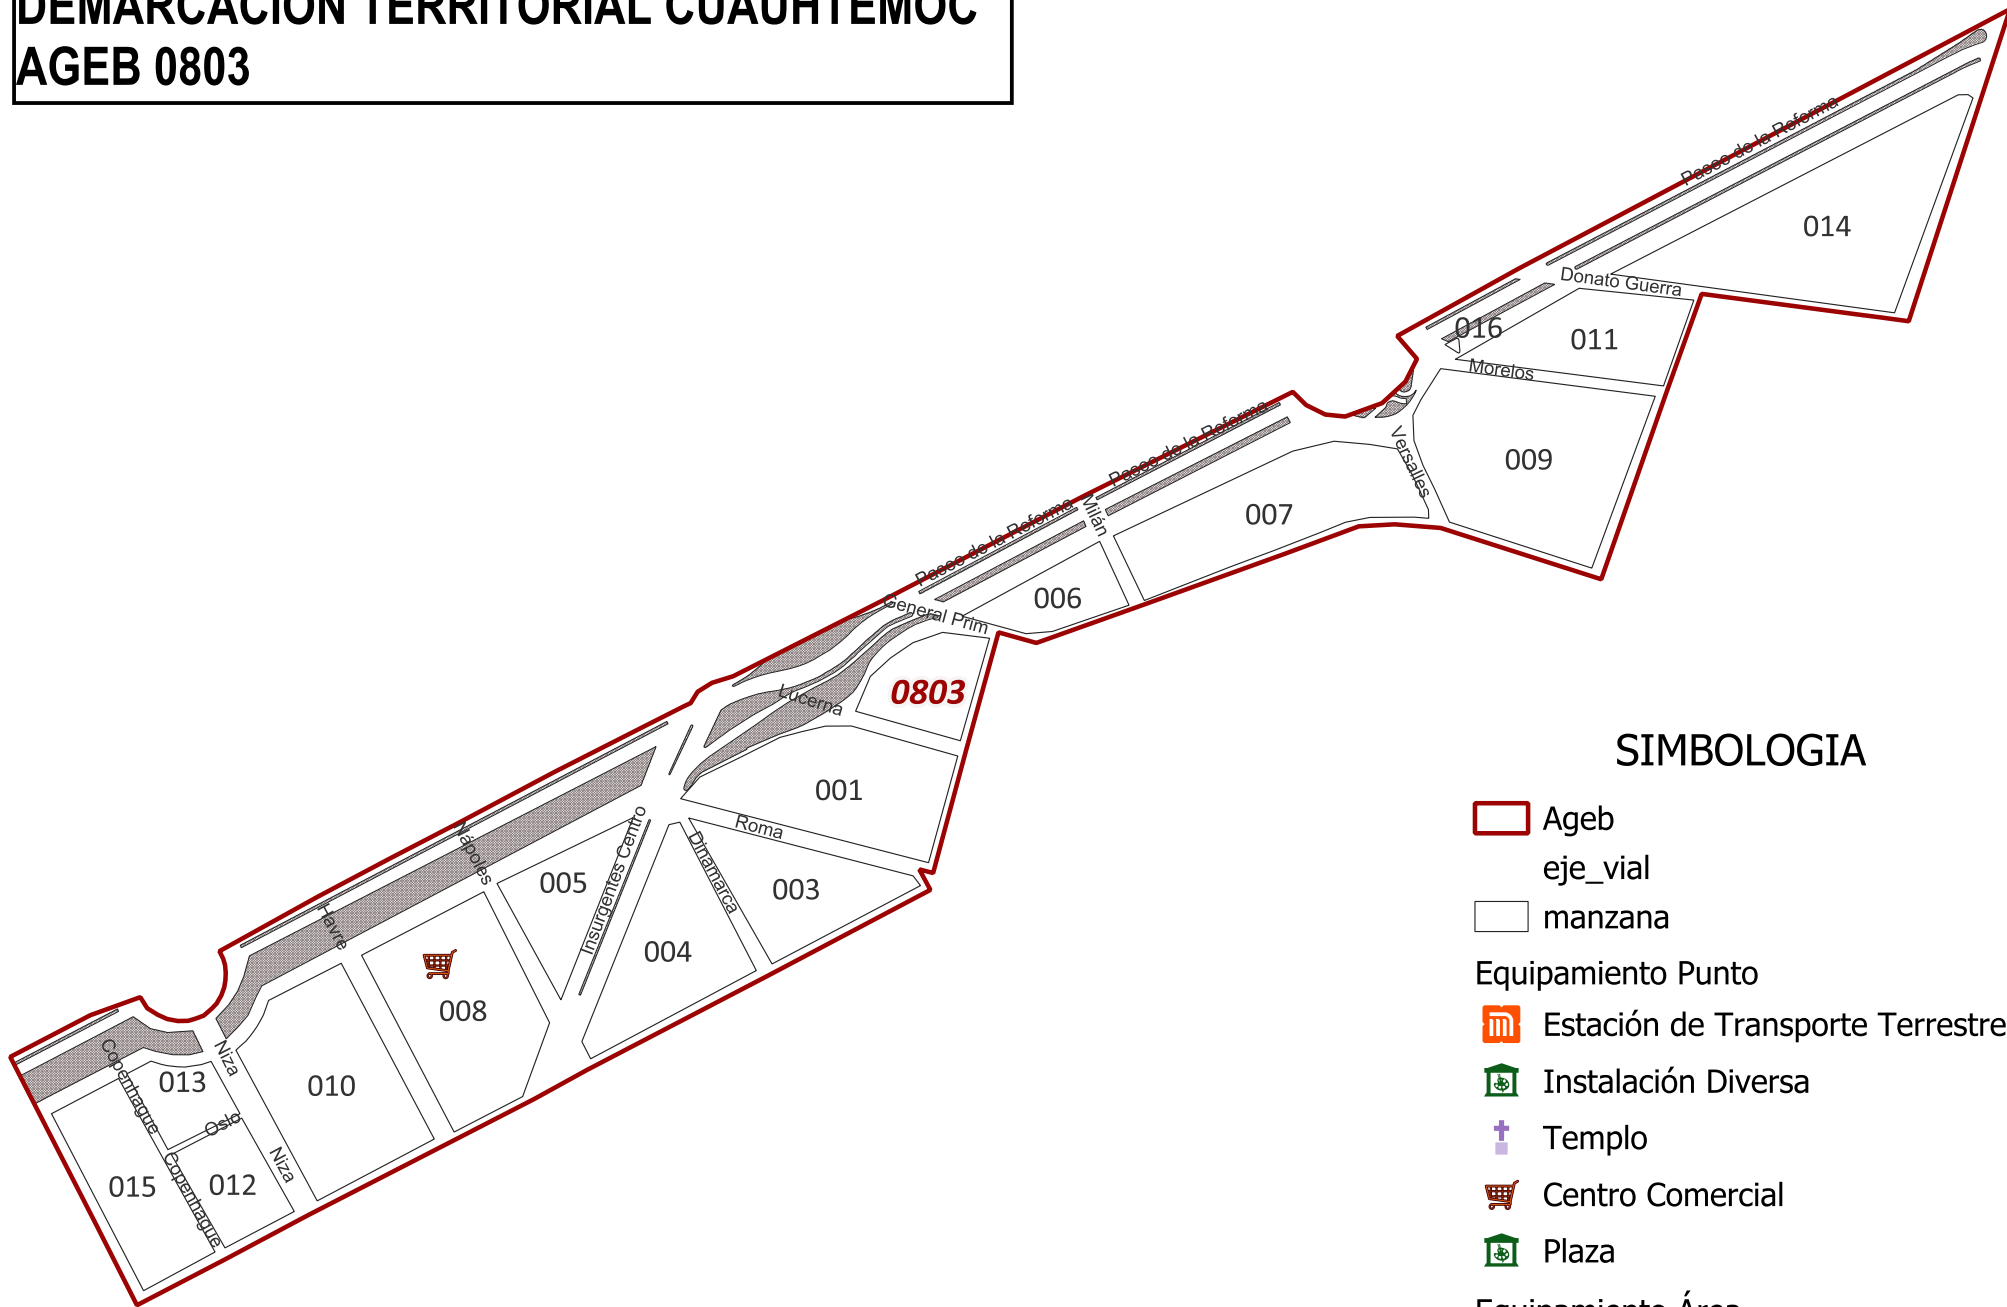 DEMARCACIÓN TERRITORIAL CUAUHTÉMOC
AGEB 0803
Paseo de la Reforma
014
Donato Guerra
016
011
Morelos
Paseo de la Reforma
Versalles
009
Paseo de la Reforma
Milán
007
General Prim
006
Lucerna
0803
001
Roma
Nápoles
Insurgentes Centro
Dinamarca
005
003
Havre
004
008
Copenhague
Niza
013
010
Oslo
Copenhague
Niza
015
012
SIMBOLOGIA
Ageb
eje_vial
manzana
Equipamiento Punto
Estación de Transporte Terrestre
Instalación Diversa
Templo
Centro Comercial
Plaza
Equipamiento Área